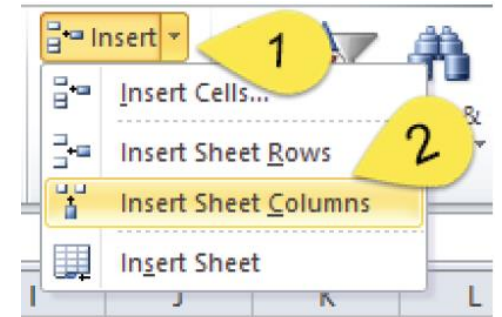 Insert
1
Insert Cells...
&
2
Insert Sheet Rows
Insert Sheet Columns
Insert Sheet
I J K L